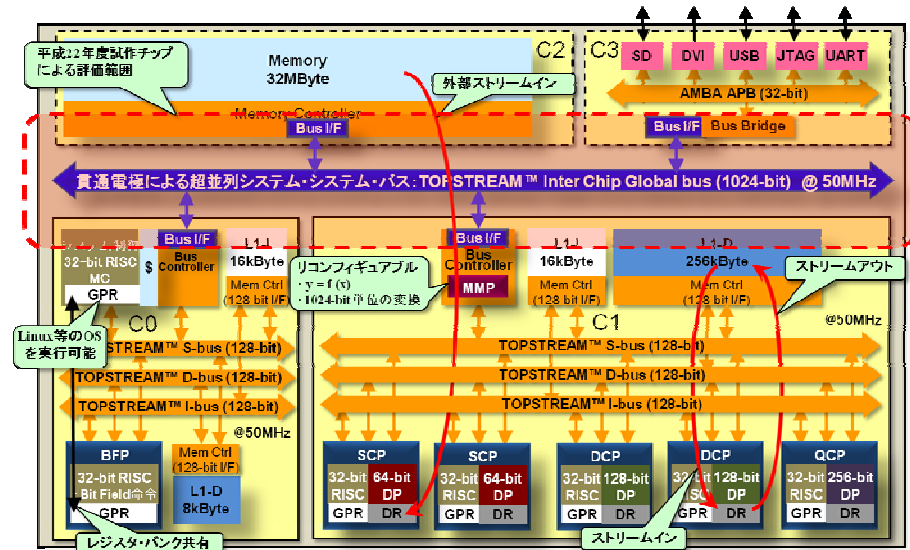 平成22年度試作チップ
による評価範囲
C2
Memory
32MByte
Memory Controller
Bus I/F
外部ストリームイン
C3
SD
DVI
USB
JTAG
UART
AMBA APB (32-bit)
Bus I/F
Bus Bridge
貫通電極による超並列システム・システム・バス：TOPSTREAM™ Inter Chip Global bus (1024-bit) @ 50MHz
32-bit RISC
MC
GPR
$
Bus I/F
Bus
Controller
L1-I
16kByte
Mem Ctrl
(128 bit I/F)
Linux等のOS
を実行可能
C0
TOPSTREAM™ S-bus (128-bit)
TOPSTREAM™ D-bus (128-bit)
TOPSTREAM™ I-bus (128-bit)
@50MHz
BFP
32-bit RISC
Bit Field命令
GPR
Mem Ctrl
(128-bit I/F)
L1-D
8kByte
レジスタ・バンク共有
リコンフィギュアブル
・y = f (x)
・1024-bit 単位の変換
Bus I/F
Bus
Controller
MMP
L1-I
16kByte
Mem Ctrl
(128 bit I/F)
L1-D
256kByte
Mem Ctrl
(128 bit I/F)
ストリームアウト
C1
@50MHz
TOPSTREAM™ S-bus (128-bit)
TOPSTREAM™ D-bus (128-bit)
TOPSTREAM™ I-bus (128-bit)
SCP
32-bit
RISC
64-bit
DP
GPR
DR
SCP
32-bit
RISC
64-bit
DP
GPR
DR
DCP
32-bit
RISC
128-bit
DP
GPR
DR
DCP
32-bit
RISC
128-bit
DP
GPR
DR
QCP
32-bit
RISC
256-bit
DP
GPR
DR
ストリームイン